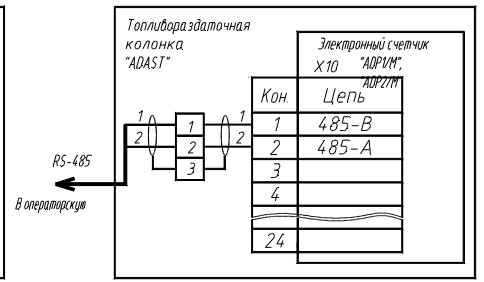 Топливораздаточная
колонка
"ADAST"
Электронный счетчик
"ADP1/M",
"ADP2/M"
X10
Кон. Цепь
1 1 1 1 485-B
2 2 2 2 485-A
3 3
4
24
RS-485
В операторскую